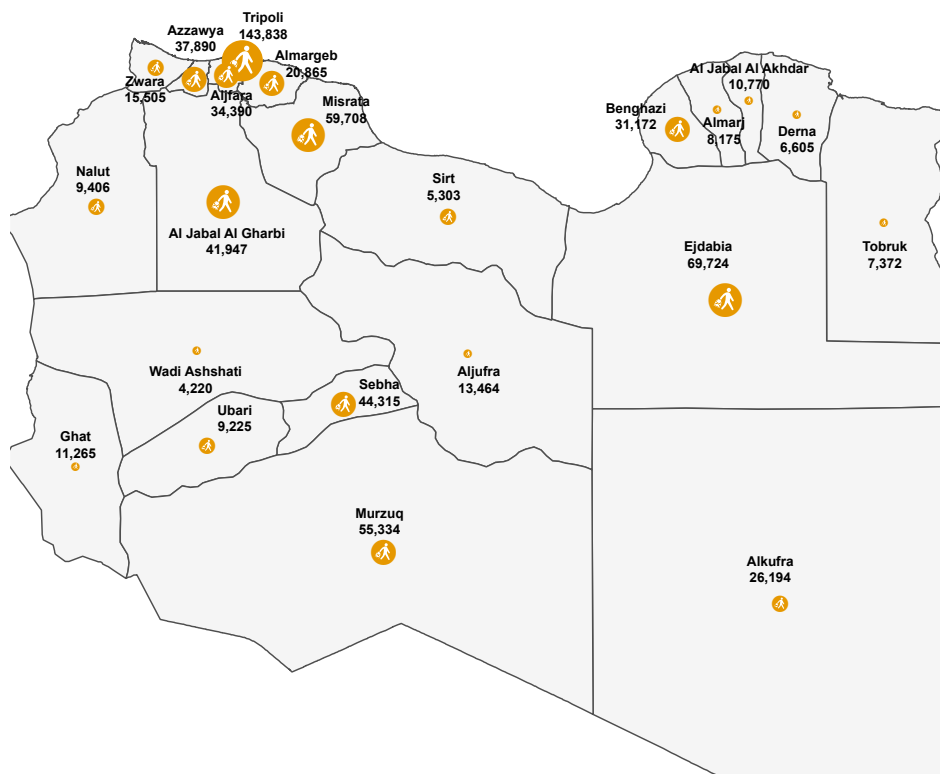 Tripoli
143,838
Azzawya
37,890
Almargeb
20,865
Zwara
15,505
Aljfara
34,390
Misrata
59,708
Al Jabal Al Akhdar
10,770
Benghazi
31,172
Almarj
8,175
Derna
6,605
Nalut
9,406
Sirt
5,303
Al Jabal Al Gharbi
41,947
Ejdabia
69,724
Tobruk
7,372
Wadi Ashshati
4,220
Aljufra
13,464
Sebha
44,315
Ubari
9,225
Ghat
11,265
Murzuq
55,334
Alkufra
26,194